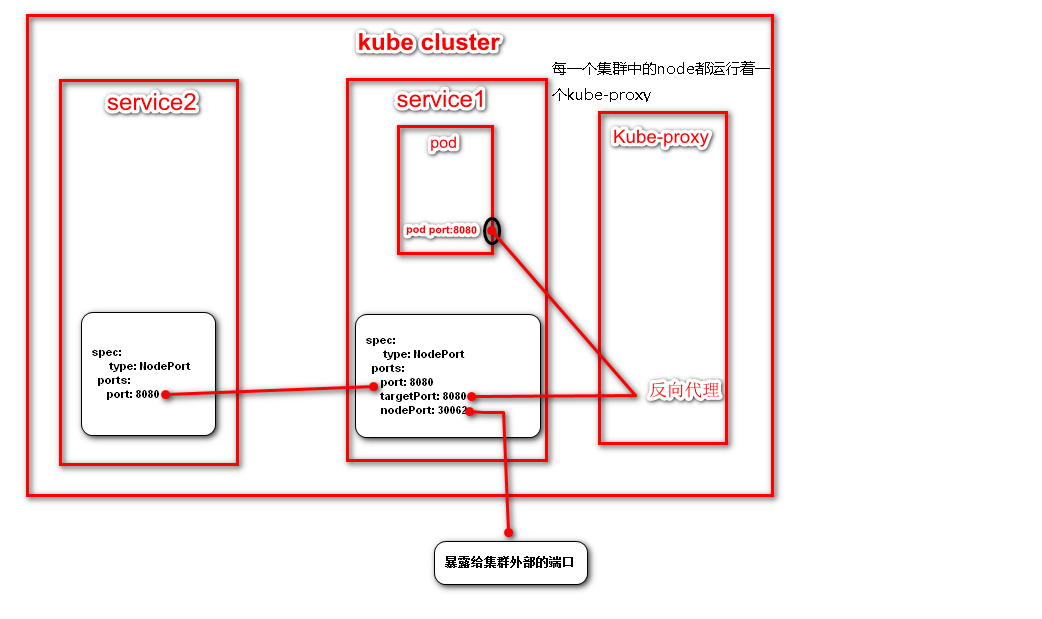 kube cluster
每一个集群中的node都运行着一
个kube-proxy
service2
service1
Kube-proxy
pod
pod port:8080
spec:
type: NodePort
ports:
port: 8080
spec:
type: NodePort
ports:
port: 8080
targetPort: 8080
nodePort: 30062
反向代理
暴露给集群外部的端口